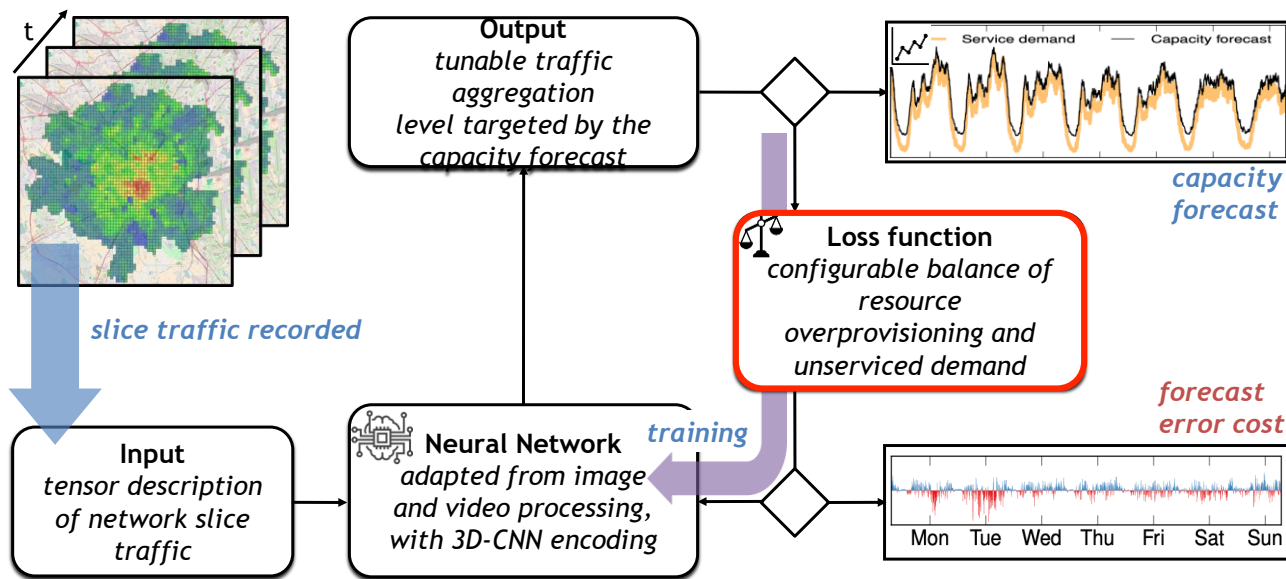 t
slice traffic recorded
Input
tensor description
of network slice
traffic
Output
tunable traffic
aggregation
level targeted by the
capacity forecast
Neural Network
adapted from image
and video processing,
with 3D-CNN encoding
training
Loss function
configurable balance of
resource
overprovisioning and
unserviced demand
Service demand
Capacity forecast
capacity
forecast
forecast
error cost
Mon Tue Wed Thu Fri Sat Sun